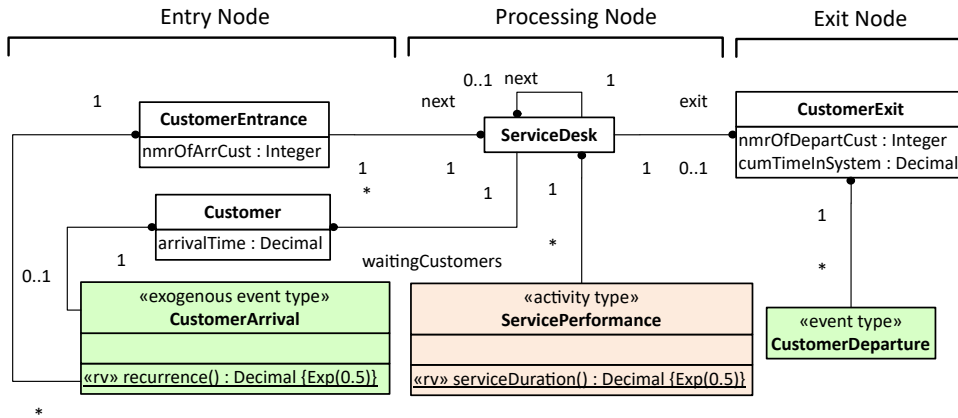 Entry Node
Processing Node
Exit Node
0..1 next 1
1
next
exit
CustomerEntrance
nmrOfArrCust : Integer
ServiceDesk
CustomerExit
nmrOfDepartCust : Integer
cumTimeInSystem : Decimal
1 1 1 1 1 0..1
*
Customer
arrivalTime : Decimal
1
0..1
1
*
waitingCustomers
*
«exogenous event type»
CustomerArrival
«rv» recurrence() : Decimal {Exp(0.5)}
«activity type»
ServicePerformance
«rv» serviceDuration() : Decimal {Exp(0.5)}
«event type»
CustomerDeparture
*